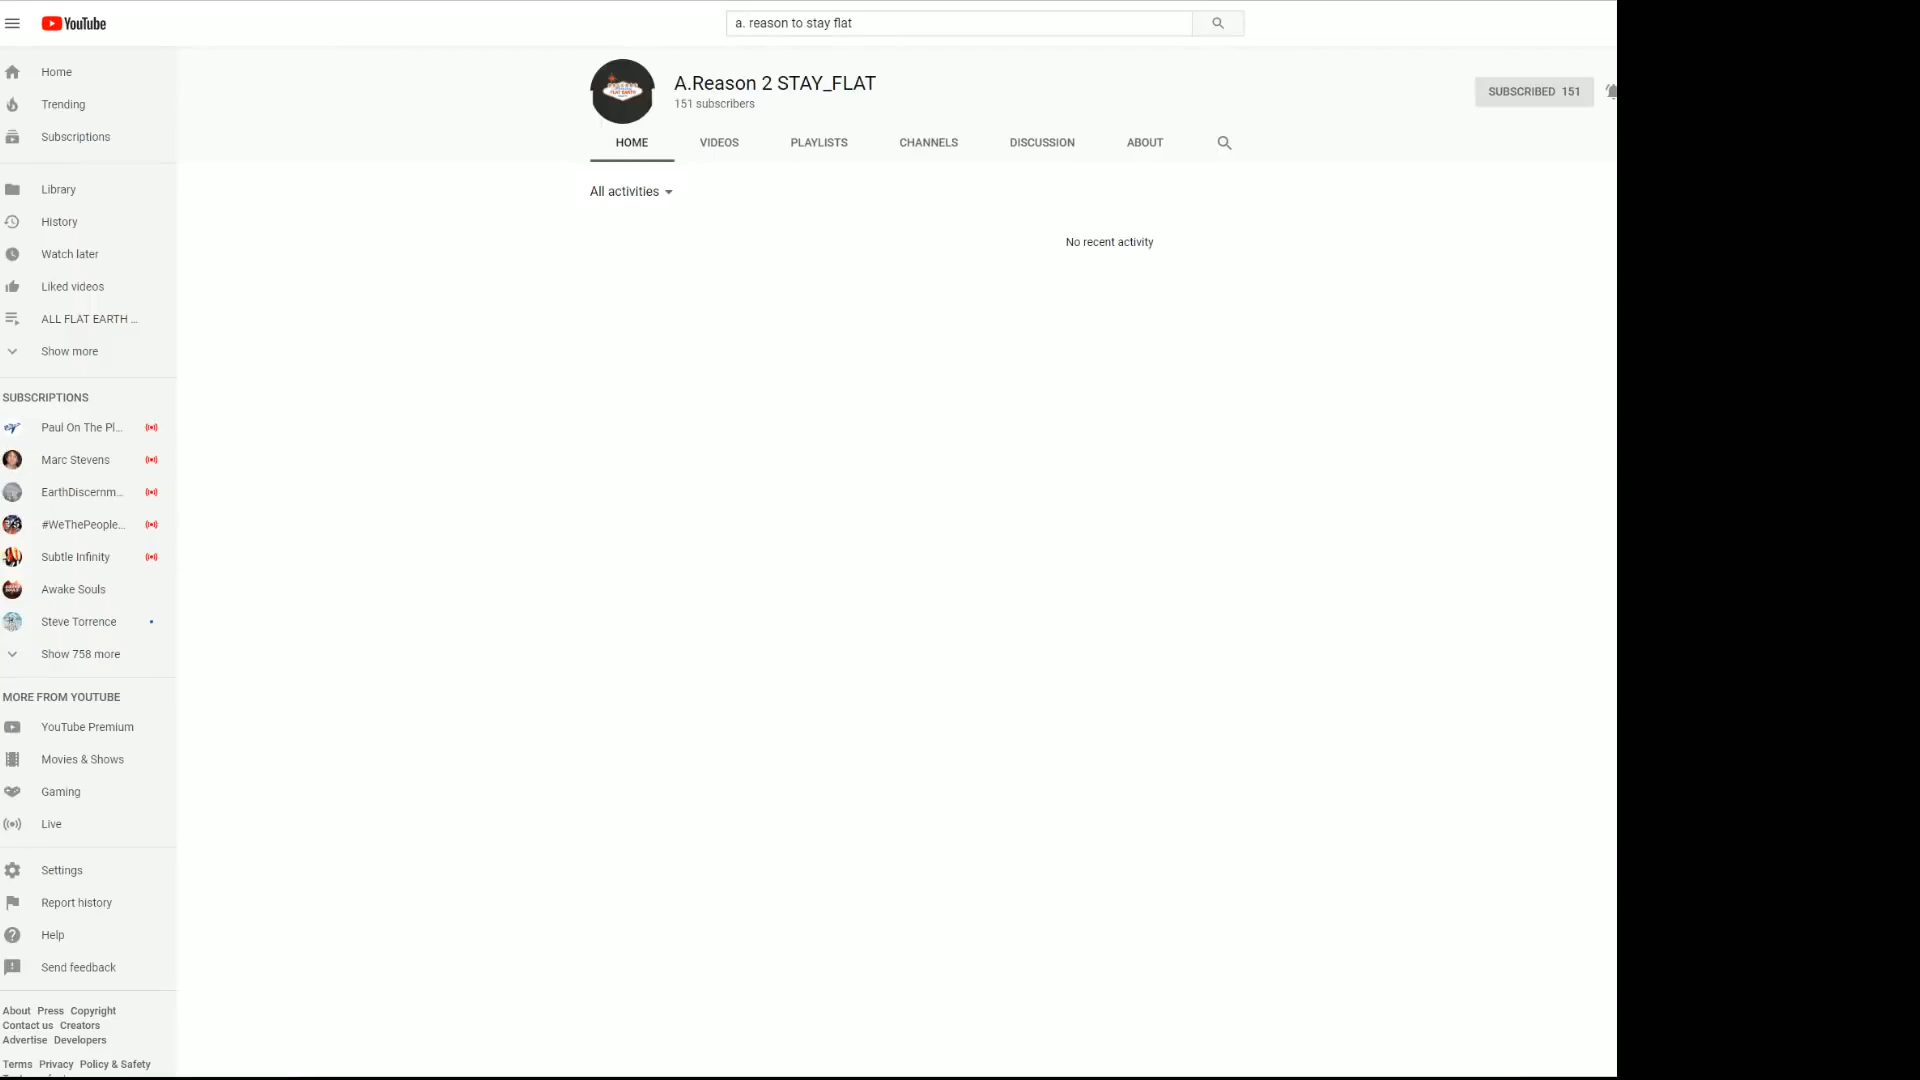 YouTube
a. reason to stay flat
Home
Trending
Subscriptions
Library
History
Watch later
Liked videos
ALL FLAT EARTH ...
Show more
SUBSCRIPTIONS
Paul On The Pl...
Marc Stevens
EarthDiscernm...
#WeThePeople...
Subtle Infinity
Awake Souls
Steve Torrence
Show 758 more
MORE FROM YOUTUBE
YouTube Premium
Movies & Shows
Gaming
Live
Settings
Report history
Help
Send feedback
About Press Copyright
Contact us Creators
Advertise Developers
Terms Privacy Policy & Safety
A.Reason 2 STAY_FLAT
151 subscribers
SUBSCRIBED 151
HOME VIDEOS PLAYLISTS CHANNELS DISCUSSION ABOUT
All activities
No recent activity